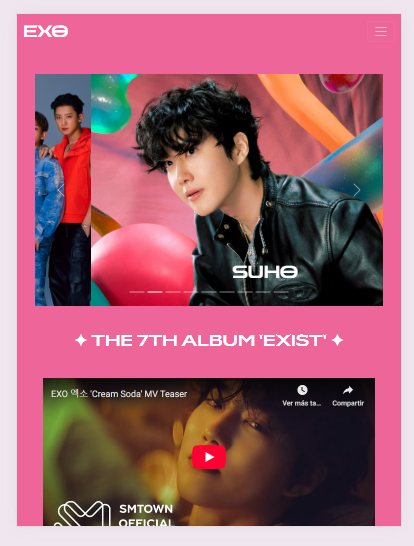 EXO
SUHO
✦ THE 7TH ALBUM 'EXIST' ✦
EXO 엑소 'Cream Soda' MV Teaser
Ver más ta...
Compartir
SMTOWN
OFFICIAL